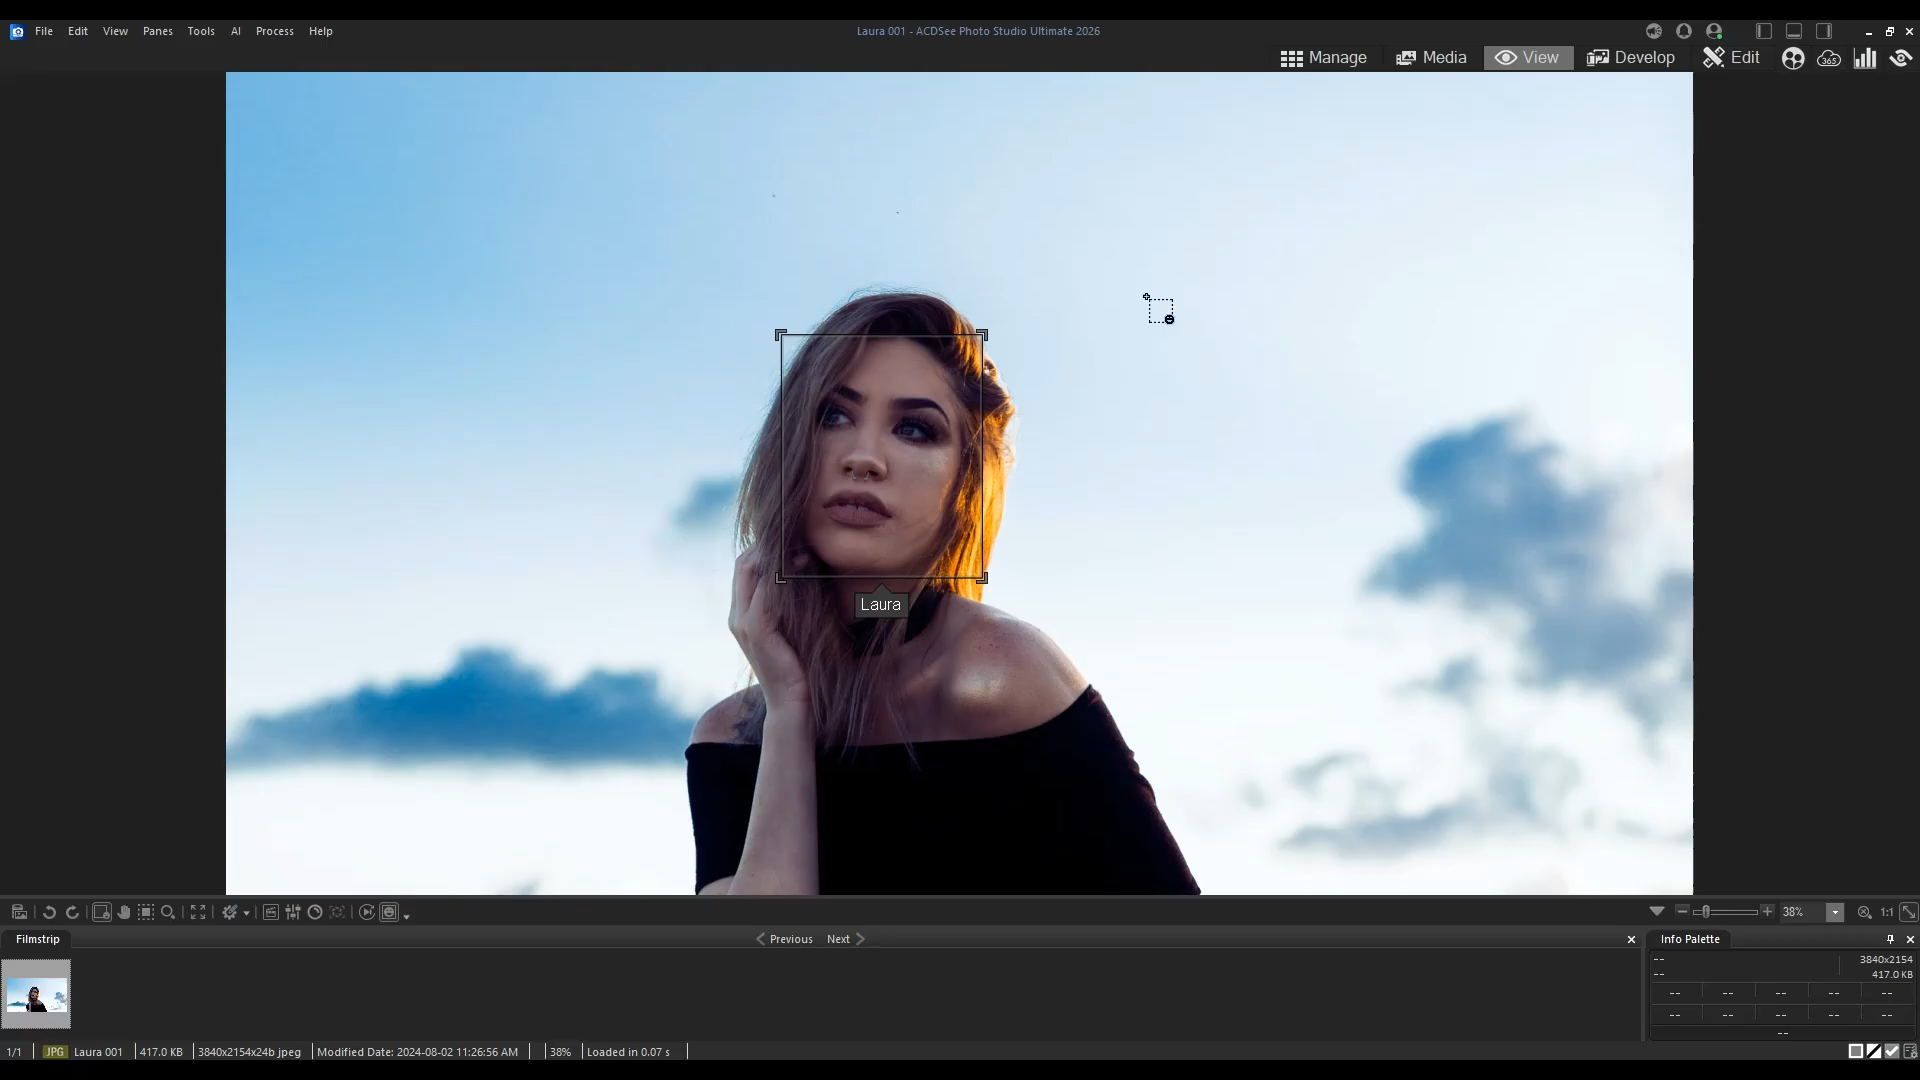 File Edit View Panes Tools AI Process Help
Laura 001 - ACDSee Photo Studio Ultimate 2026
Manage Media View Develop Edit 365
Laura
38% 1:1
Filmstrip
Previous Next
Info Palette
-- 3840x2154
-- 417.0 KB
-- -- -- -- --
-- -- -- -- --
--
1/1 JPG Laura 001 417.0 KB 3840x2154x24b jpeg Modified Date: 2024-08-02 11:26:56 AM 38% Loaded in 0.07 s